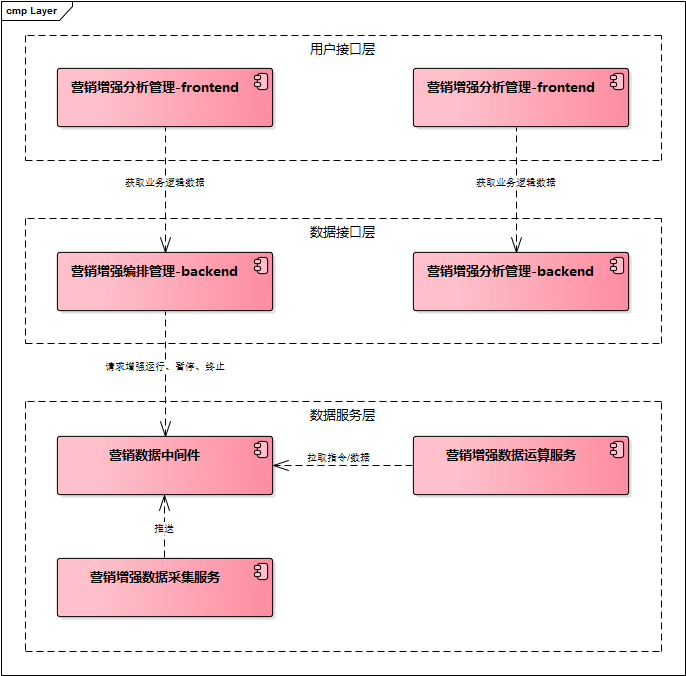 cmp Layer
用户接口层
营销增强分析管理-frontend
营销增强分析管理-frontend
获取业务逻辑数据
获取业务逻辑数据
数据接口层
营销增强编排管理-backend
营销增强分析管理-backend
请求增强运行、暂停、终止
数据服务层
营销数据中间件
拉取指令/数据
营销增强数据运算服务
推送
营销增强数据采集服务